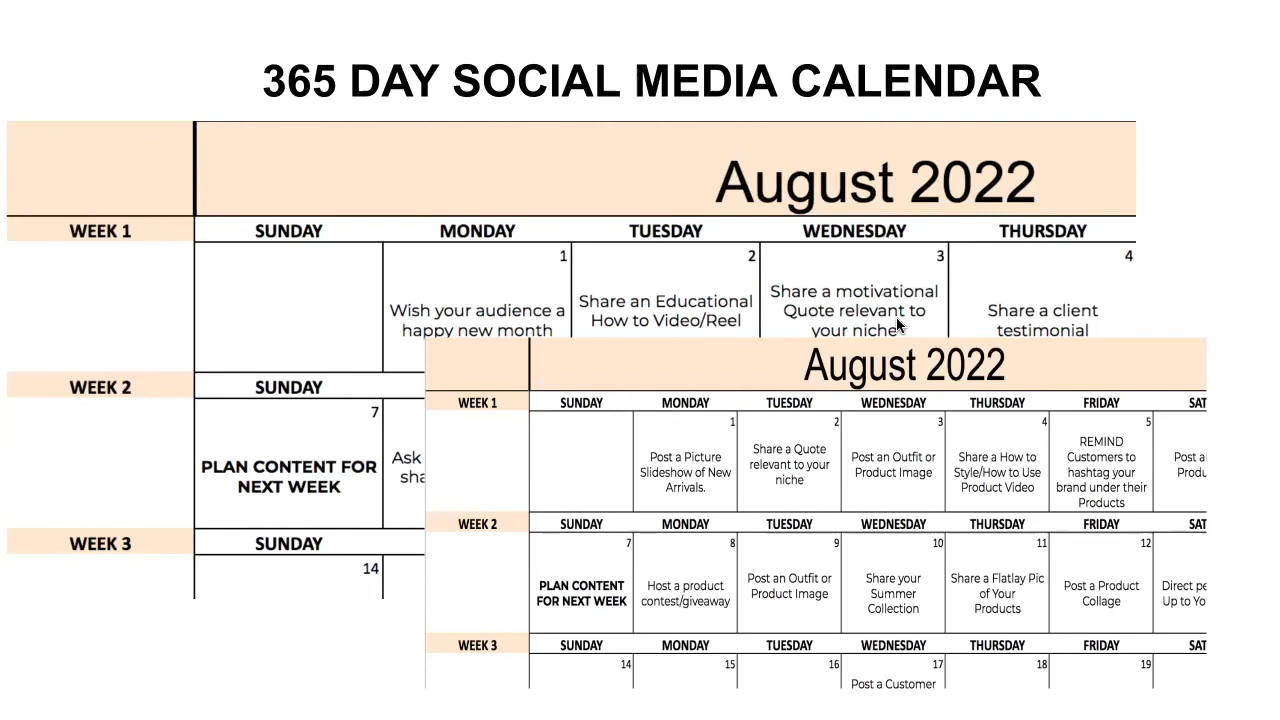 365 DAY SOCIAL MEDIA CALENDAR
August 2022
WEEK 1 SUNDAY MONDAY TUESDAY WEDNESDAY THURSDAY
1 2 3 4
Wish your audience a
happy new month
Share an Educational
How to Video/Reel
Share a motivational
Quote relevant to
your niche
Share a client
testimonial
WEEK 2 SUNDAY
7
PLAN CONTENT FOR
NEXT WEEK
Ask
WEEK 3 SUNDAY
14
August 2022
WEEK 1 SUNDAY MONDAY TUESDAY WEDNESDAY THURSDAY FRIDAY SAT
1 2 3 4 5
Post a Picture
Slideshow of New
Arrivals.
Share a Quote
relevant to your
niche
Post an Outfit or
Product Image
Share a How to
Style/How to Use
Product Video
REMIND
Customers to
hashtag your
brand under their
Products
WEEK 2 SUNDAY MONDAY TUESDAY WEDNESDAY THURSDAY FRIDAY SAT
7 8 9 10 11 12
PLAN CONTENT
FOR NEXT WEEK
Host a product
contest/giveaway
Post an Outfit or
Product Image
Share your
Summer
Collection
Share a Flatlay Pic
of Your
Products
Post a Product
Collage
Direct
Up to
WEEK 3 SUNDAY MONDAY TUESDAY WEDNESDAY THURSDAY FRIDAY SAT
14 15 16 17 18 19
Post a Customer